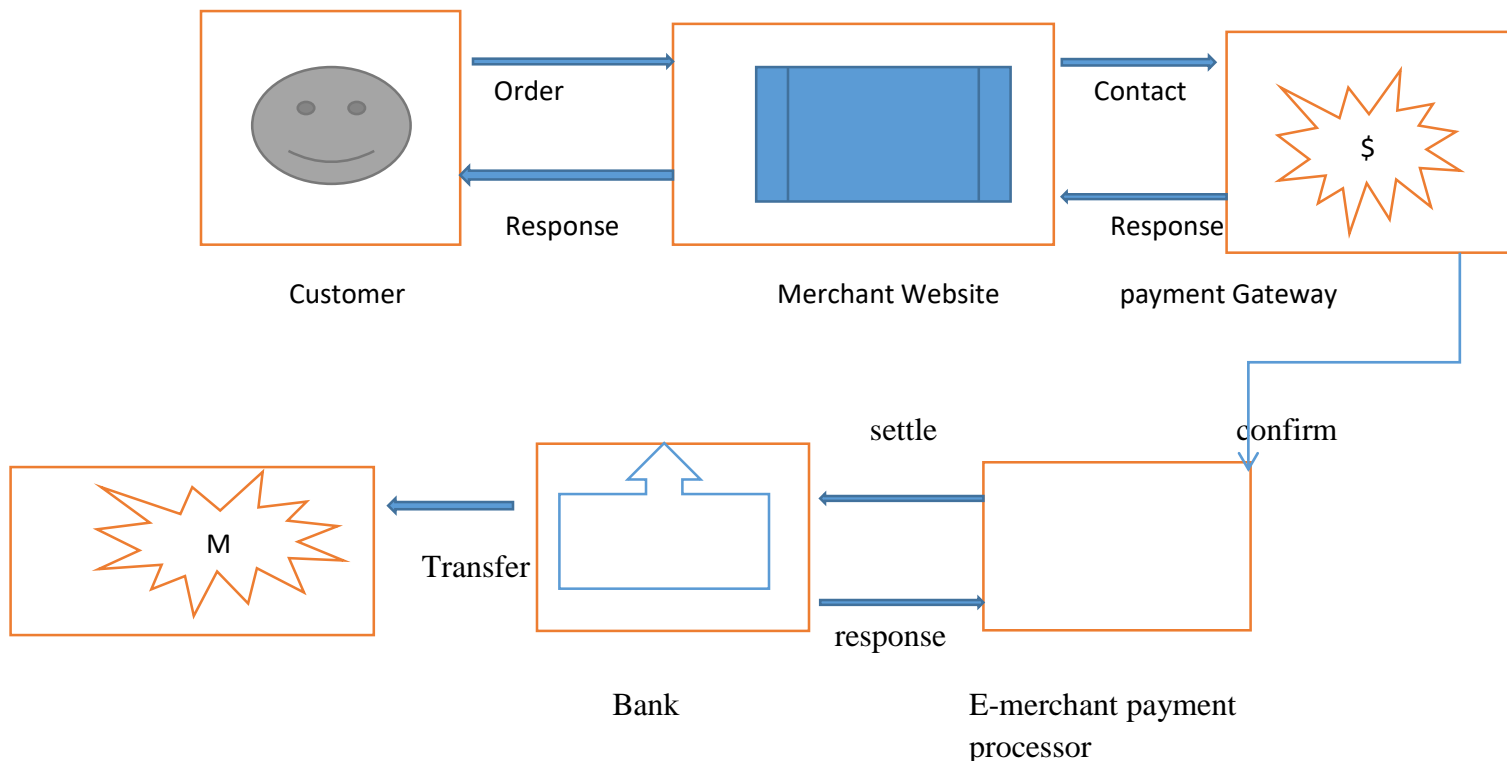 Order
Contact
$
Response
Response
Customer
Merchant Website
payment Gateway
settle
confirm
M
Transfer
response
Bank
E-merchant payment
processor